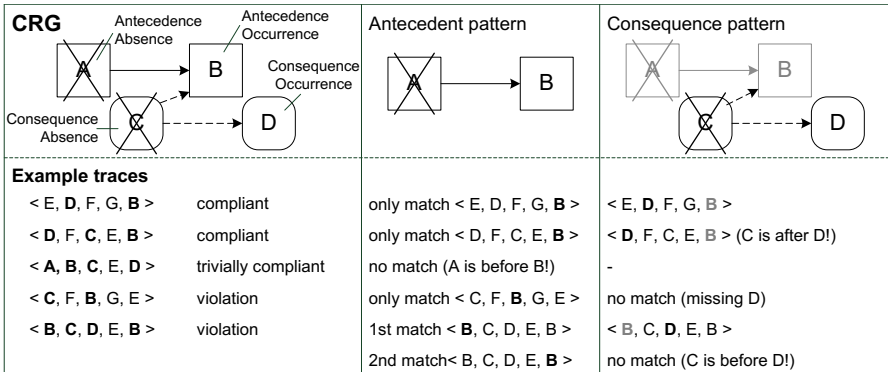 CRG
Antecedence
Absence
Antecedence
Occurrence
A
B
Consequence
Occurrence
Consequence
Absence
C
D
Antecedent pattern
A
B
Consequence pattern
A
B
C
D
Example traces
< E, D, F, G, B > compliant only match < E, D, F, G, B > < E, D, F, G, B >
< D, F, C, E, B > compliant only match < D, F, C, E, B > < D, F, C, E, B > (C is after D!)
< A, B, C, E, D > trivially compliant no match (A is before B!) -
< C, F, B, G, E > violation only match < C, F, B, G, E > no match (missing D)
< B, C, D, E, B > violation 1st match < B, C, D, E, B > < B, C, D, E, B >
2nd match< B, C, D, E, B > no match (C is before D!)